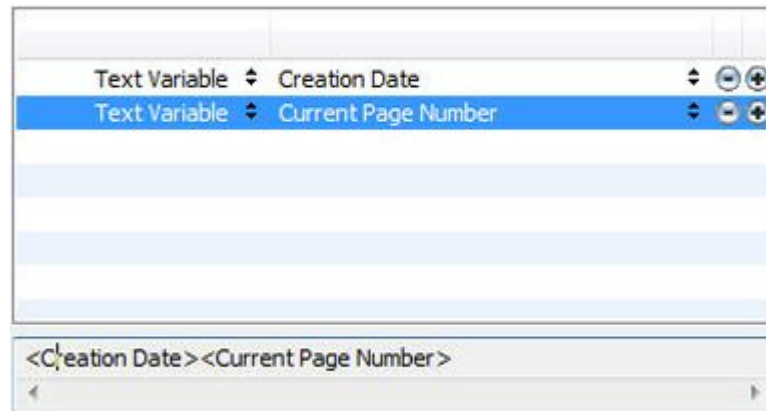 Text Variable Creation Date
Text Variable Current Page Number
<Creation Date><Current Page Number>